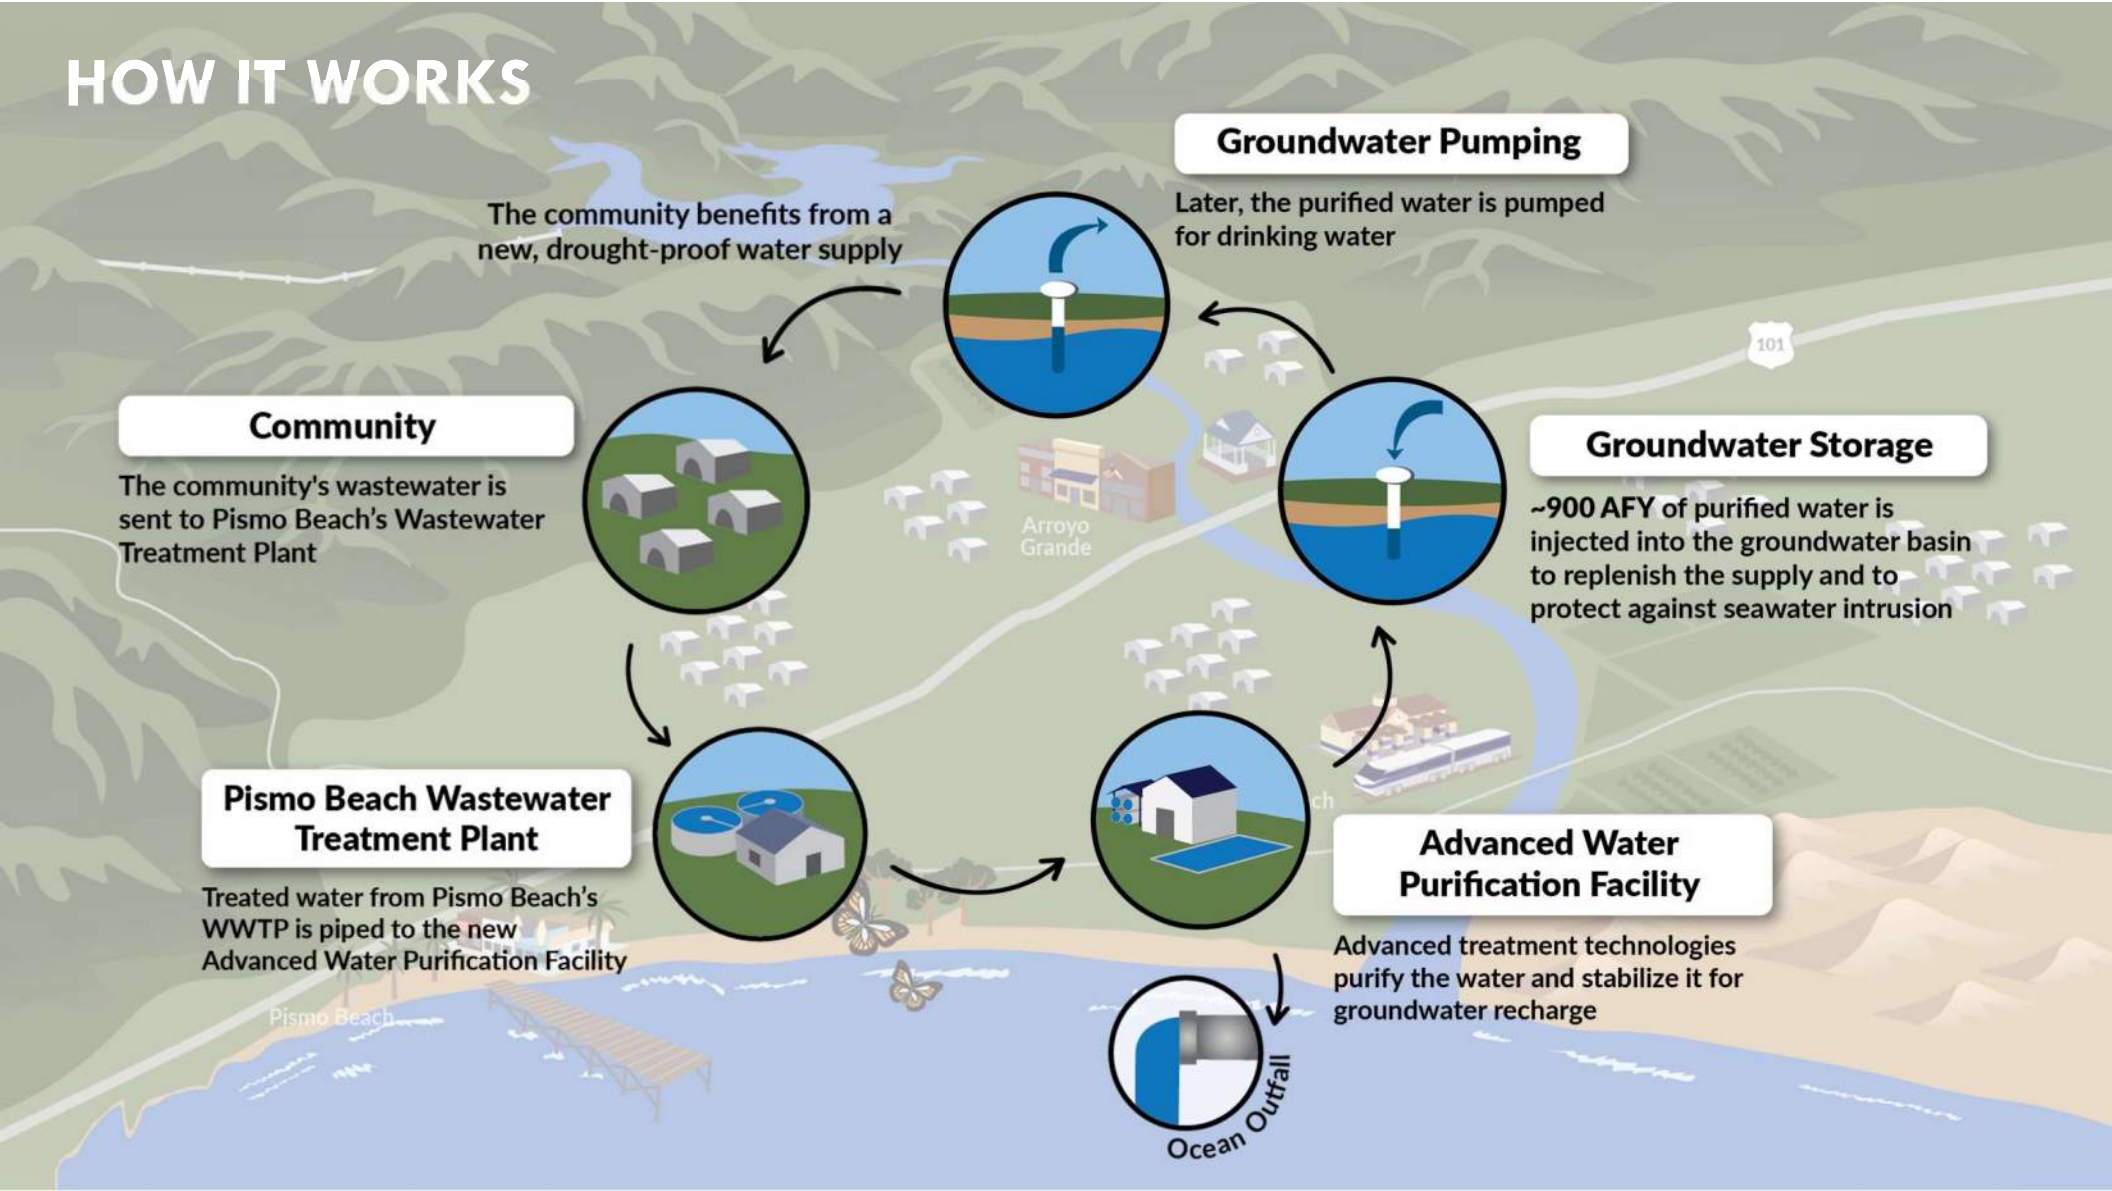 HOW IT WORKS
Groundwater Pumping
Later, the purified water is pumped
for drinking water
The community benefits from a
new, drought-proof water supply
101
Community
The community's wastewater is
sent to Pismo Beach's Wastewater
Treatment Plant
Groundwater Storage
~900 AFY of purified water is
injected into the groundwater basin
to replenish the supply and to
protect against seawater intrusion
Arroyo
Grande
Pismo Beach Wastewater
Treatment Plant
Treated water from Pismo Beach's
WWTP is piped to the new
Advanced Water Purification Facility
ch
Advanced Water
Purification Facility
Advanced treatment technologies
purify the water and stabilize it for
groundwater recharge
Pismo Beach
Ocean Outfall